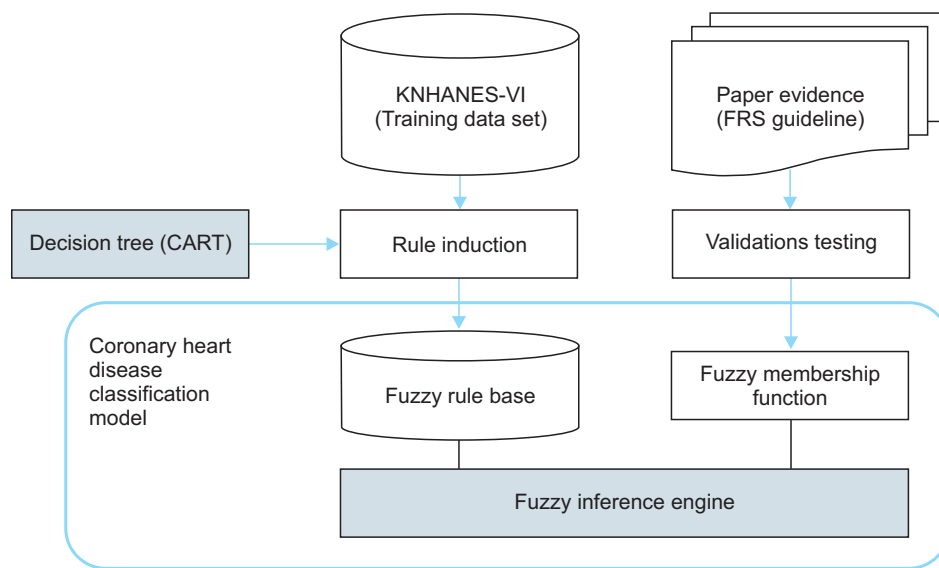 KNHANES-VI
(Training data set)
Paper evidence
(FRS guideline)
Decision tree (CART)
Rule induction
Validations testing
Coronary heart
disease
classification
model
Fuzzy rule base
Fuzzy membership
function
Fuzzy inference engine